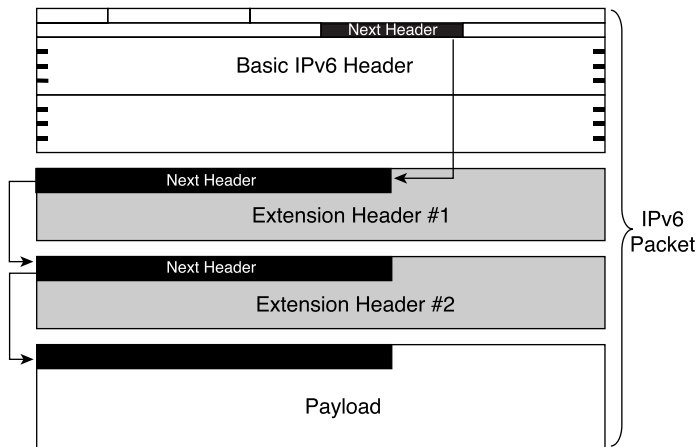 Next Header
Basic IPv6 Header
Next Header
Extension Header #1
IPv6
Packet
Next Header
Extension Header #2
Payload